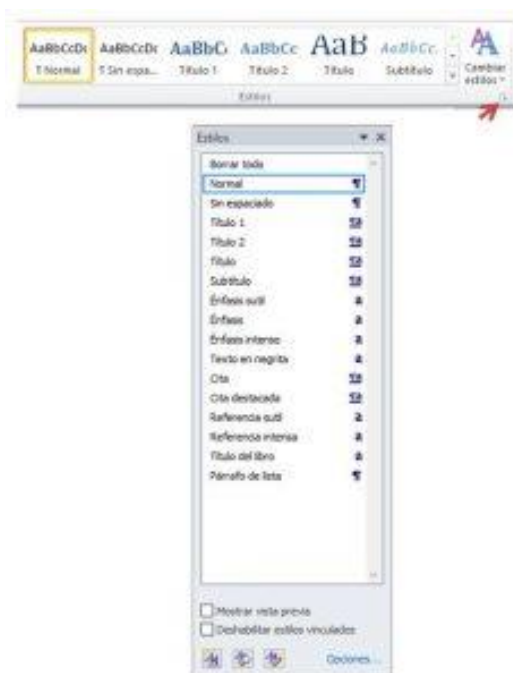 AaBbCcDc AaBbCcDc AaBbC AaBbCc AaB AaBbCc.
¶ Normal ¶ Sin espa... Título 1 Título 2 Título Subtítulo Cambiar estilos
Estilos
Estilos
Borrar todo
Normal ¶
Sin espaciado ¶
Título 1 ¶a
Título 2 ¶a
Título ¶a
Subtítulo ¶a
Énfasis sutil a
Énfasis a
Énfasis intenso a
Texto en negrita a
Cita ¶a
Cita destacada ¶a
Referencia sutil a
Referencia intensa a
Título del libro a
Párrafo de lista ¶
Mostrar vista previa
Deshabilitar estilos vinculados
Opciones...